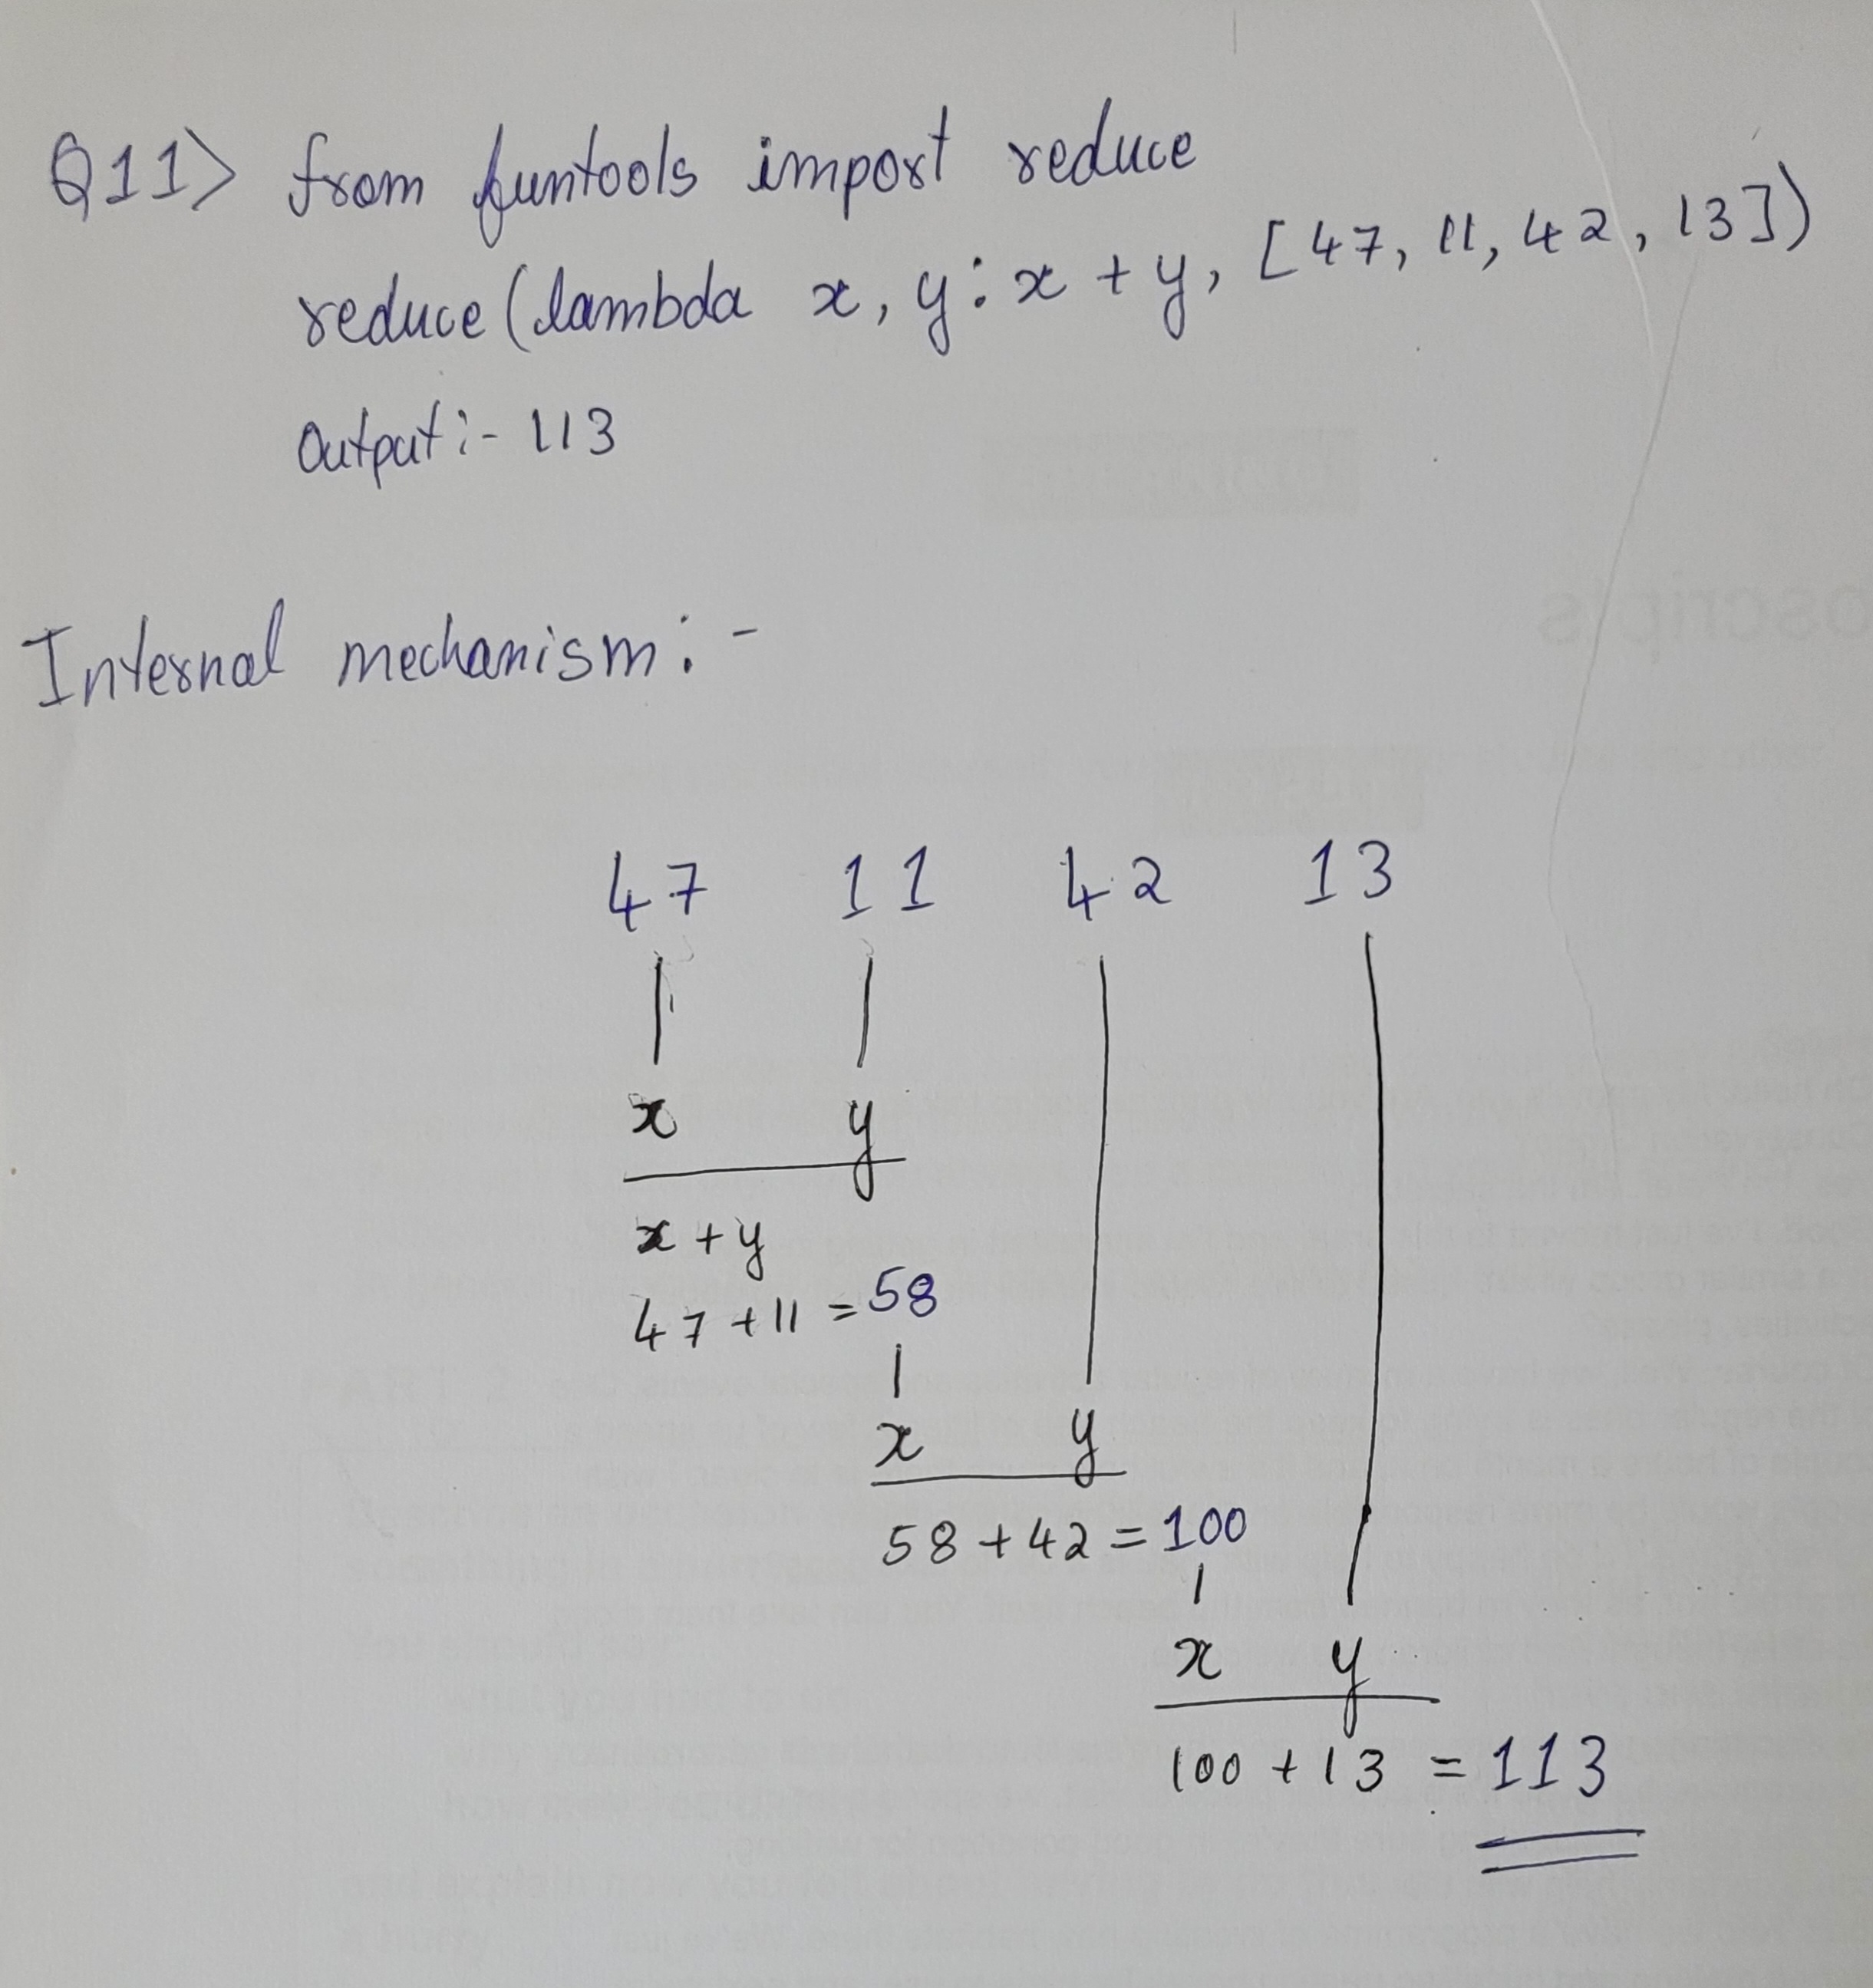 Q11> from funtools import reduce
reduce(lambda x, y: x + y, [47, 11, 42, 13])
Output:- 113
Internal mechanism:-
47 11 42 13
x y
x + y
47 + 11 = 58
x y
58 + 42 = 100
x y
100 + 13 = 113